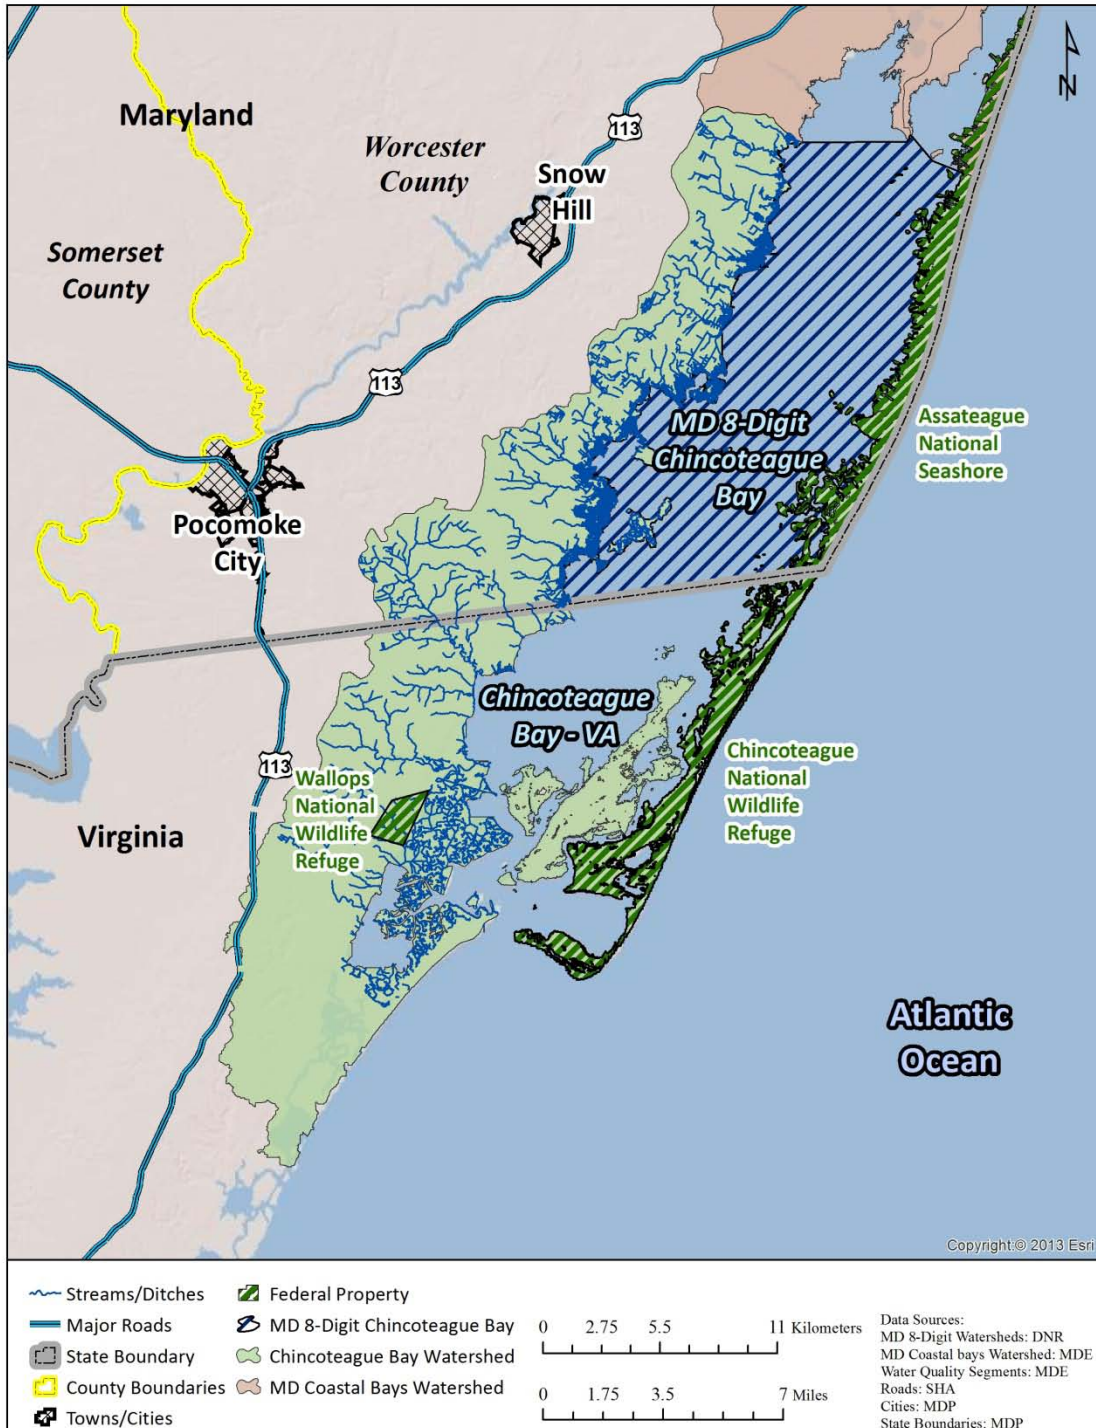 Maryland
Worcester
County
Somerset
County
Snow
Hill
113
113
N
Pocomoke
City
MD 8-Digit
Chincoteague
Bay
Assateague
National
Seashore
Chincoteague
Bay - VA
113
Wallops
National
Wildlife
Refuge
Chincoteague
National
Wildlife
Refuge
Virginia
Atlantic
Ocean
Copyright:© 2013 Esri
Streams/Ditches
Major Roads
State Boundary
County Boundaries
Towns/Cities
Federal Property
MD 8-Digit Chincoteague Bay
Chincoteague Bay Watershed
MD Coastal Bays Watershed
0 2.75 5.5 11 Kilometers
0 1.75 3.5 7 Miles
Data Sources:
MD 8-Digit Watersheds: DNR
MD Coastal bays Watershed: MDE
Water Quality Segments: MDE
Roads: SHA
Cities: MDP
State Boundaries: MDP